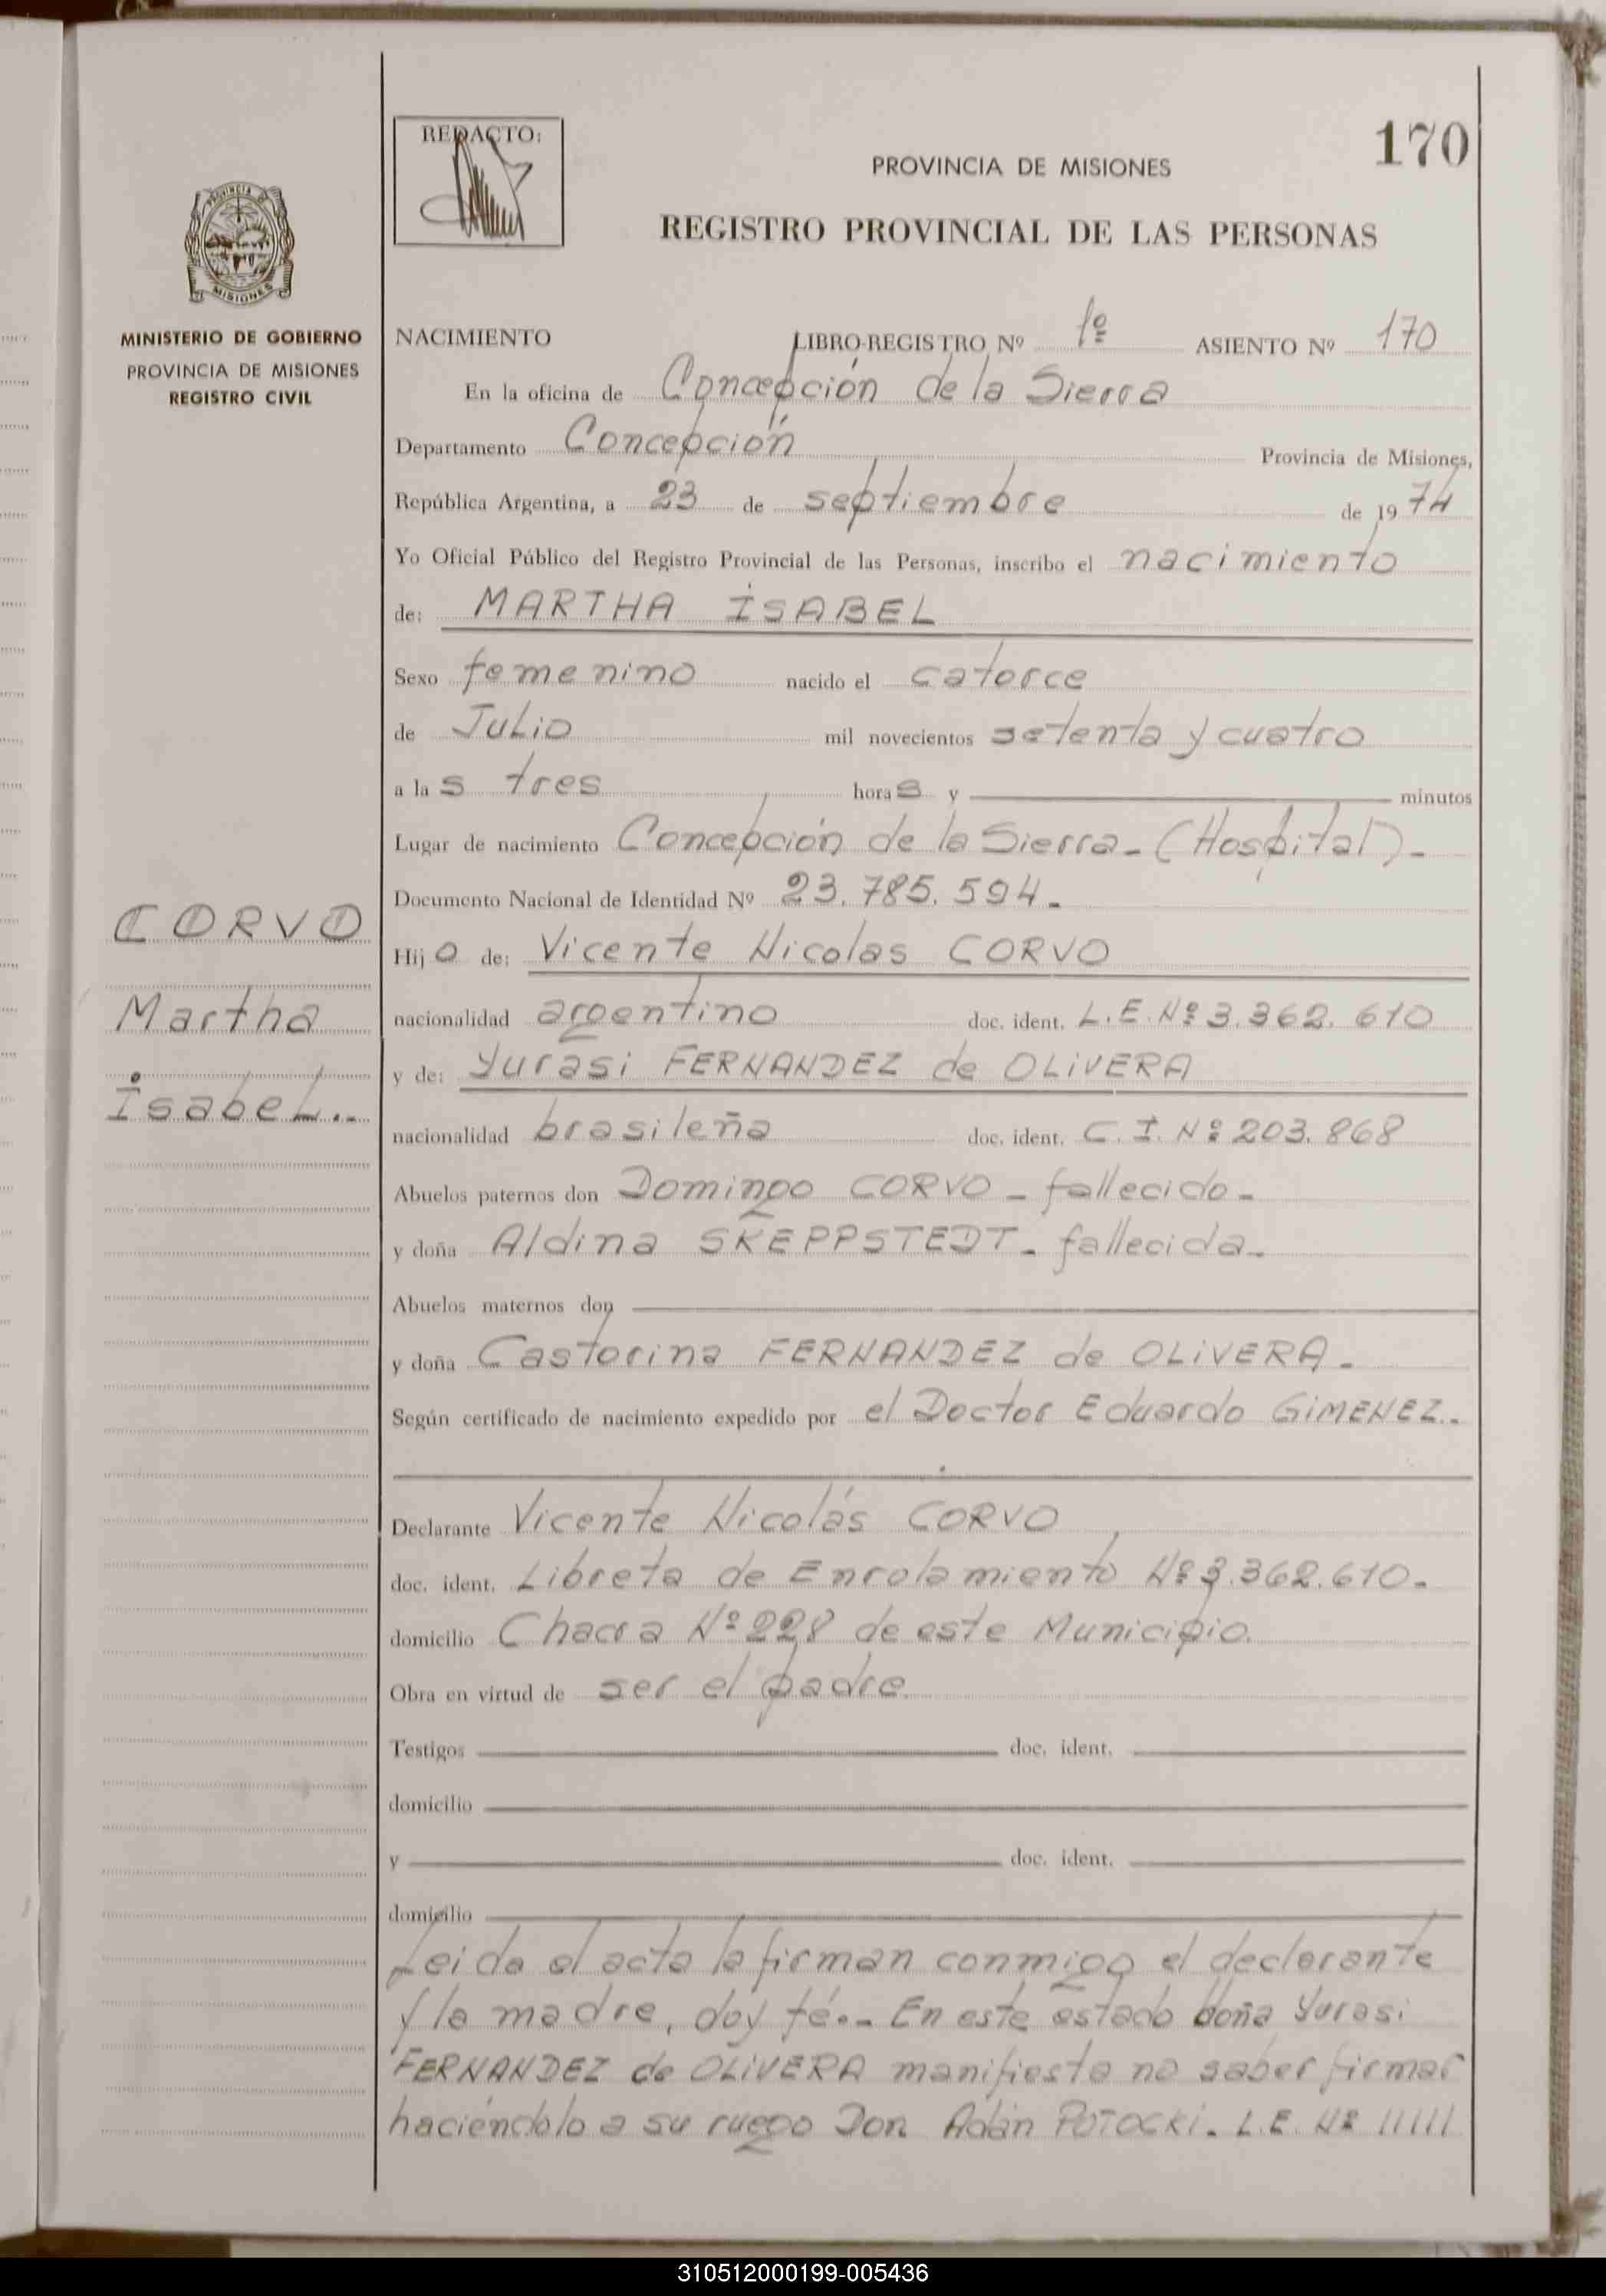 170
REDACTO:
PROVINCIA DE MISIONES
REGISTRO PROVINCIAL DE LAS PERSONAS
PROVINCIA DE
MISIONES
MINISTERIO DE GOBIERNO
PROVINCIA DE MISIONES
REGISTRO CIVIL
CORVO
Martha
Isabel..
NACIMIENTO LIBRO-REGISTRO Nº 1º ASIENTO Nº 170
En la oficina de Concepción de la Sierra
Departamento Concepción Provincia de Misiones,
República Argentina, a 23 de septiembre de 19 74
Yo Oficial Público del Registro Provincial de las Personas, inscribo el nacimiento
de: MARTHA ISABEL
Sexo femenino nacido el catorce
de Julio mil novecientos setenta y cuatro
a la s tres hora s y minutos
Lugar de nacimiento Concepción de la Sierra - (Hospital) -
Documento Nacional de Identidad Nº 23.785.594 -
Hij o de: Vicente Nicolas CORVO
nacionalidad argentino doc. ident. L.E. Nº 3.362.610
y de: Yurasi FERNANDEZ de OLIVERA
nacionalidad brasileña doc. ident. C.I. Nº 203.868
Abuelos paternos don Domingo CORVO - fallecido -
y doña Aldina SKEPPSTEDT - fallecida -
Abuelos maternos don
y doña Castorina FERNANDEZ de OLIVERA -
Según certificado de nacimiento expedido por el Doctor Eduardo GIMENEZ.-
Declarante Vicente Nicolás CORVO
doc. ident. Libreta de Enrolamiento Nº 3.362.610 -
domicilio Chacra Nº 228 de este Municipio.
Obra en virtud de ser el padre
Testigos doc. ident.
domicilio
y doc. ident.
domicilio
Leida el acta la firman conmigo el declarante
y la madre, doy fé.- En este estado doña Yurasi
FERNANDEZ de OLIVERA manifiesta no saber firmar
haciéndolo a su ruego Don Adán POTOCKI. L.E. Nº /////
310512000199-005436